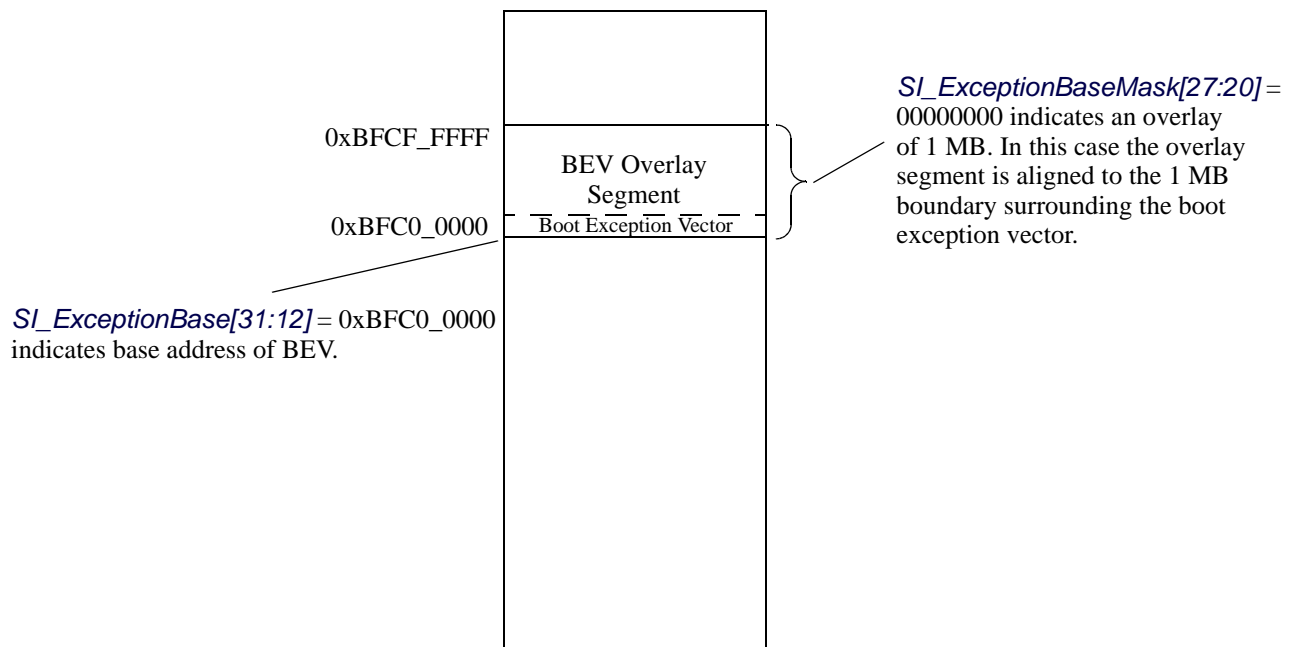 SI_ExceptionBaseMask[27:20] =
00000000 indicates an overlay
of 1 MB. In this case the overlay
segment is aligned to the 1 MB
boundary surrounding the boot
exception vector.
0xBFCF_FFFF
BEV Overlay
Segment
0xBFC0_0000
Boot Exception Vector
SI_ExceptionBase[31:12] = 0xBFC0_0000
indicates base address of BEV.